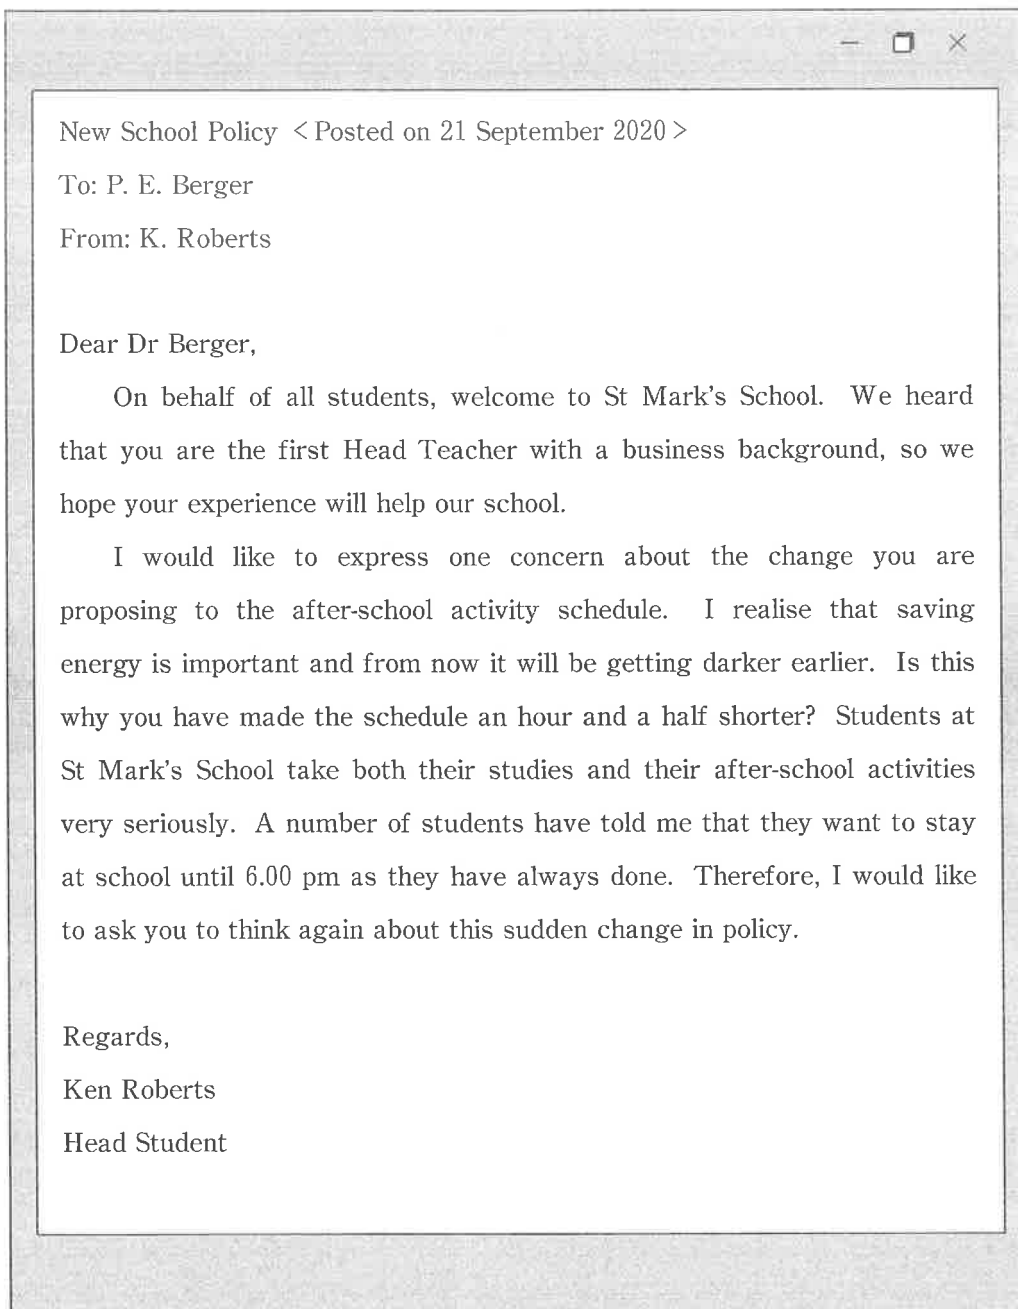 New School Policy < Posted on 21 September 2020 >
To: P. E. Berger
From: K. Roberts
Dear Dr Berger,
On behalf of all students, welcome to St Mark's School. We heard
that you are the first Head Teacher with a business background, so we
hope your experience will help our school.
I would like to express one concern about the change you are
proposing to the after-school activity schedule. I realise that saving
energy is important and from now it will be getting darker earlier. Is this
why you have made the schedule an hour and a half shorter? Students at
St Mark's School take both their studies and their after-school activities
very seriously. A number of students have told me that they want to stay
at school until 6.00 pm as they have always done. Therefore, I would like
to ask you to think again about this sudden change in policy.
Regards,
Ken Roberts
Head Student